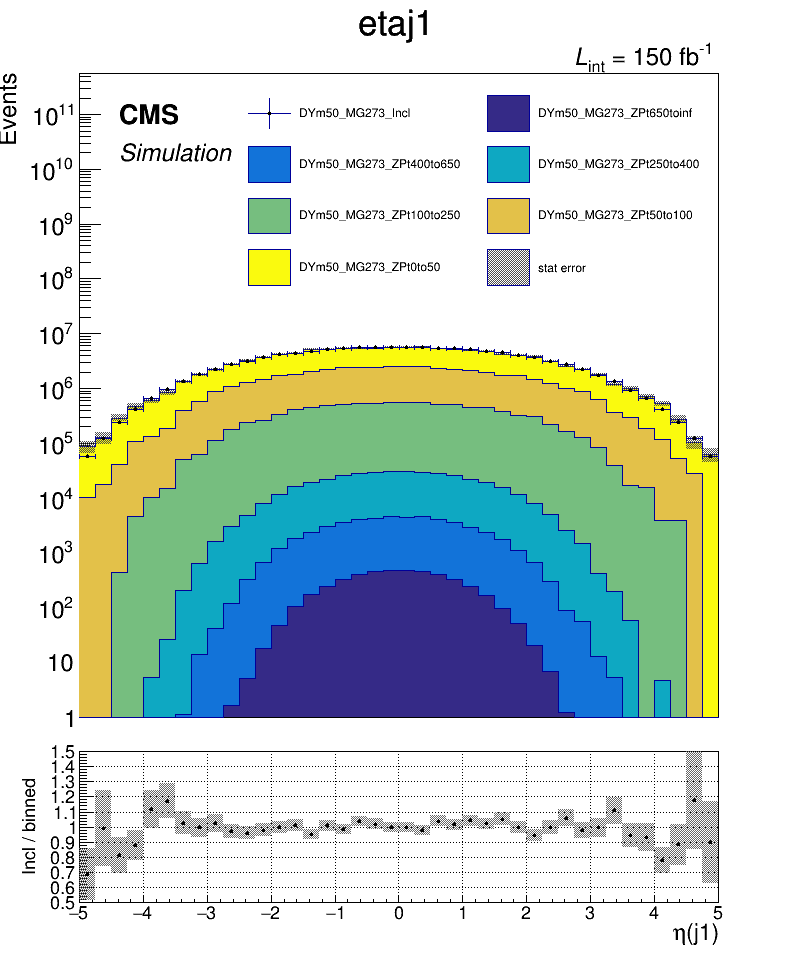 etaj1
L_int = 150 fb^-1
Events
CMS
Simulation
DYm50_MG273_Incl
DYm50_MG273_ZPt650toinf
DYm50_MG273_ZPt400to650
DYm50_MG273_ZPt250to400
DYm50_MG273_ZPt100to250
DYm50_MG273_ZPt50to100
DYm50_MG273_ZPt0to50
stat error
10^11
10^10
10^9
10^8
10^7
10^6
10^5
10^4
10^3
10^2
10
1
Incl / binned
1.5
1.4
1.3
1.2
1.1
1
0.9
0.8
0.7
0.6
0.5
−5 −4 −3 −2 −1 0 1 2 3 4 5
η(j1)